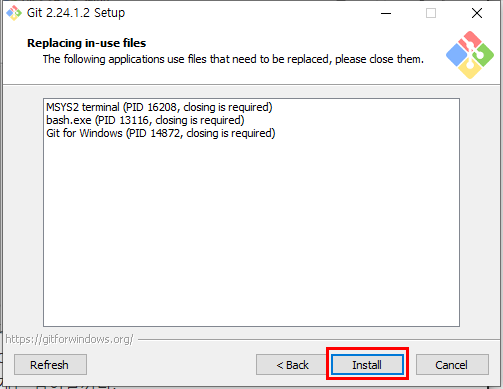 Git 2.24.1.2 Setup
Replacing in-use files
The following applications use files that need to be replaced, please close them.
MSYS2 terminal (PID 16208, closing is required)
bash.exe (PID 13116, closing is required)
Git for Windows (PID 14872, closing is required)
https://gitforwindows.org/
Refresh
< Back
Install
Cancel